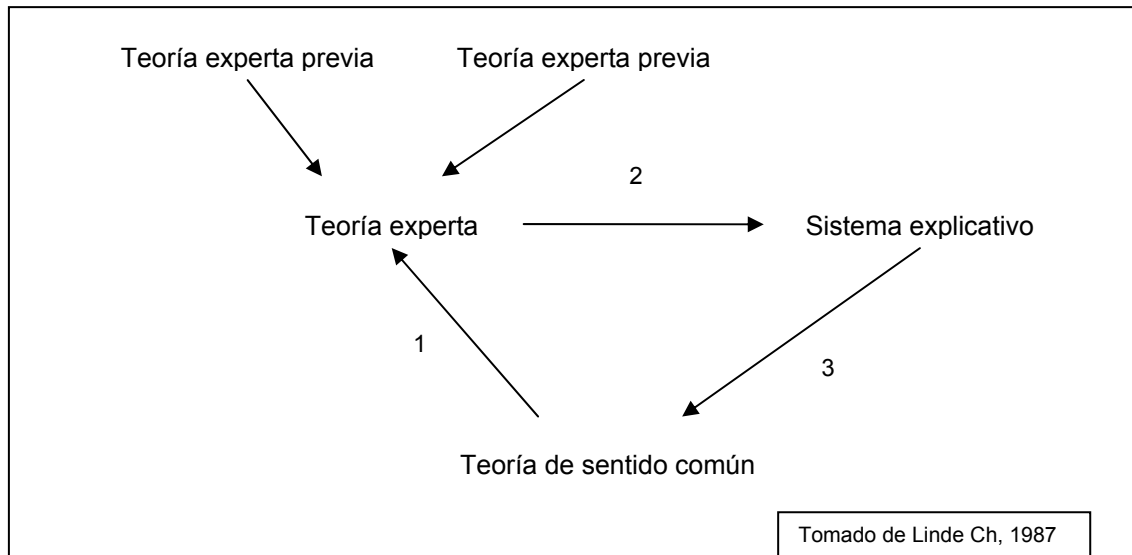 Teoría experta previa
Teoría experta previa
2
Teoría experta
Sistema explicativo
1
3
Teoría de sentido común
Tomado de Linde Ch, 1987